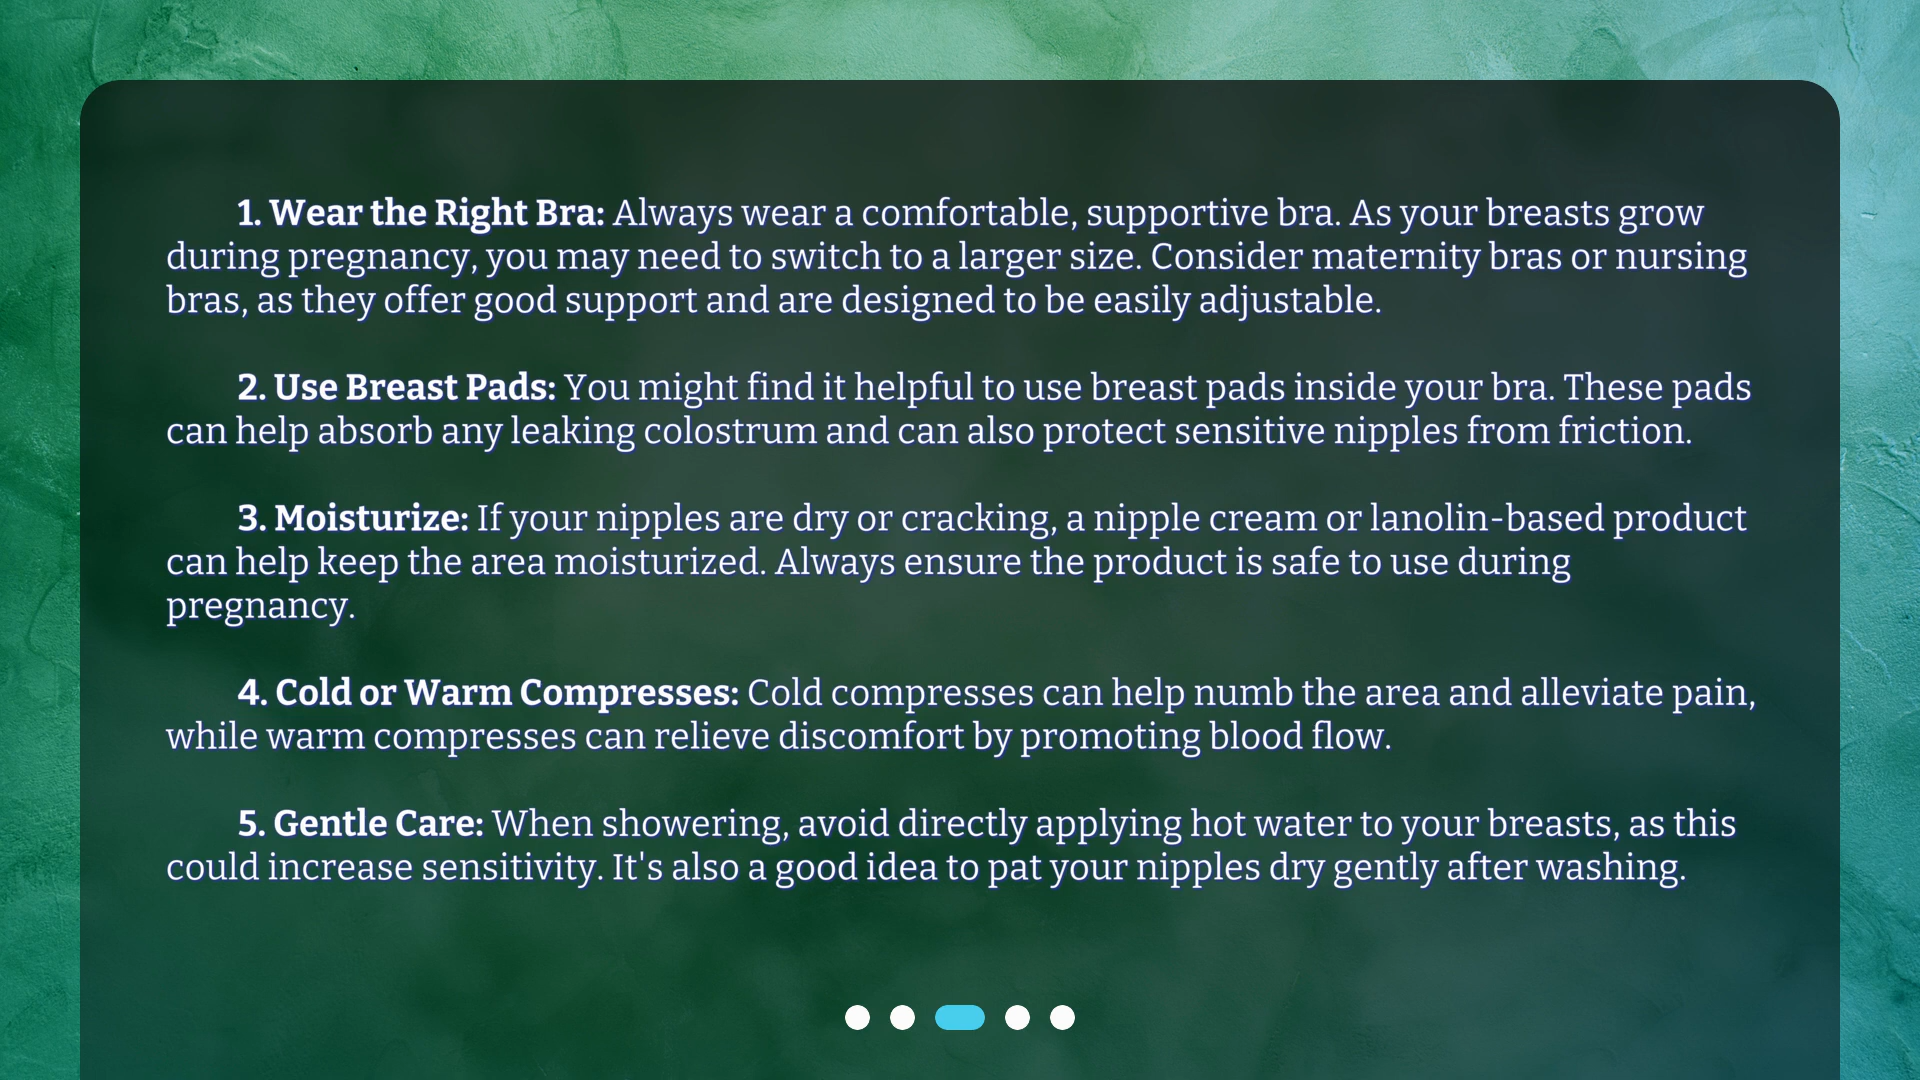 1. Wear the Right Bra: Always wear a comfortable, supportive bra. As your breasts grow
during pregnancy, you may need to switch to a larger size. Consider maternity bras or nursing
bras, as they offer good support and are designed to be easily adjustable.
2. Use Breast Pads: You might find it helpful to use breast pads inside your bra. These pads
can help absorb any leaking colostrum and can also protect sensitive nipples from friction.
3. Moisturize: If your nipples are dry or cracking, a nipple cream or lanolin-based product
can help keep the area moisturized. Always ensure the product is safe to use during
pregnancy.
4. Cold or Warm Compresses: Cold compresses can help numb the area and alleviate pain,
while warm compresses can relieve discomfort by promoting blood flow.
5. Gentle Care: When showering, avoid directly applying hot water to your breasts, as this
could increase sensitivity. It's also a good idea to pat your nipples dry gently after washing.